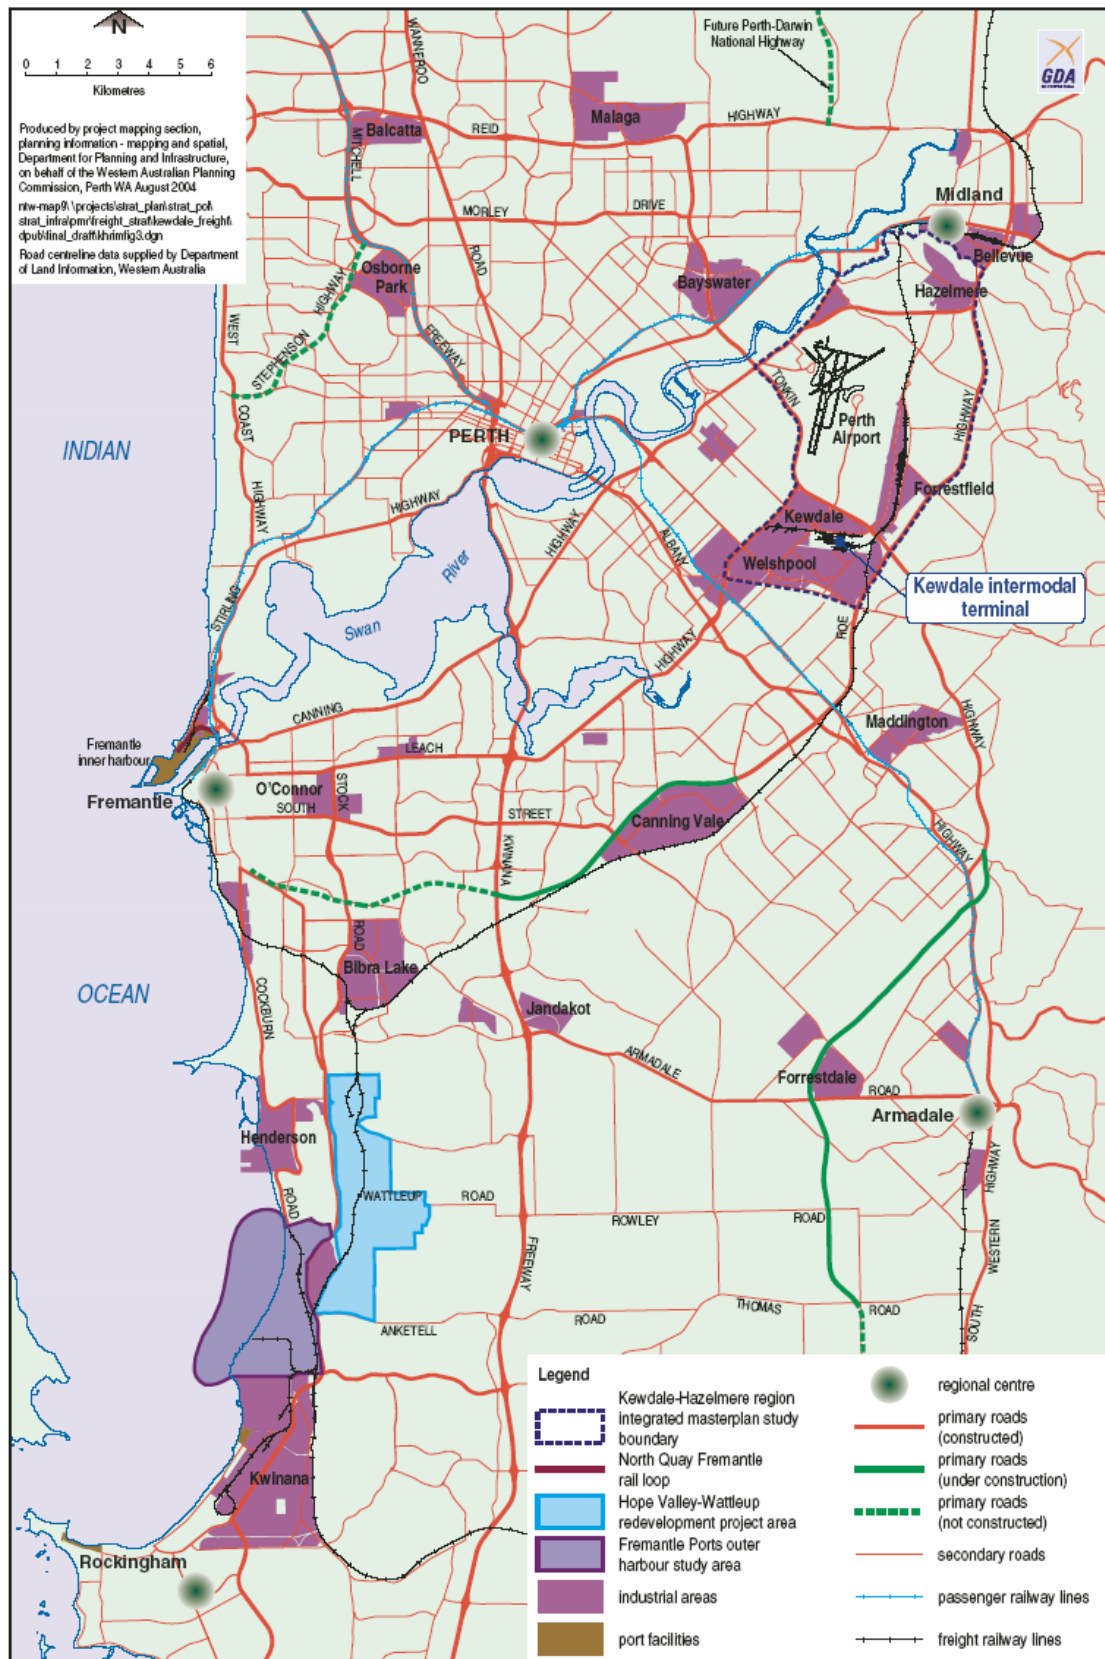 N
0 1 2 3 4 5 6
Kilometres
Produced by project mapping section,
planning information - mapping and spatial,
Department for Planning and Infrastructure,
on behalf of the Western Australian Planning
Commission, Perth WA August 2004
Road centreline data supplied by Department
of Land Information, Western Australia
Future Perth-Darwin
National Highway
GDA
WANNEROO
Balcatta
REID
Malaga
HIGHWAY
MITCHELL
Midland
MORLEY
DRIVE
ROAD
Bellevue
Osborne
Park
HIGHWAY
Bayswater
Hazelmere
WEST
STEPHENSON
FREEWAY
TONKIN
COAST
PERTH
Perth
Airport
HIGHWAY
INDIAN
HIGHWAY
HIGHWAY
Forrestfield
Kewdale
HIGHWAY
ALBANY
Welshpool
River
Kewdale intermodal
terminal
STIRLING
Swan
ROE
HIGHWAY
CANNING
Maddington
HIGHWAY
Fremantle
inner harbour
LEACH
Fremantle
O'Connor
STOCK
SOUTH
STREET
Canning Vale
KWINANA
HIGHWAY
ROAD
Bibra Lake
OCEAN
COCKBURN
Jandakot
ARMADALE
Forrestdale
ROAD
Armadale
Henderson
HIGHWAY
ROAD
WATTLEUP
ROAD
ROWLEY
ROAD
WESTERN
FREEWAY
THOMAS
ROAD
SOUTH
ANKETELL
ROAD
Kwinana
Rockingham
Legend
Kewdale-Hazelmere region
integrated masterplan study
boundary
North Quay Fremantle
rail loop
Hope Valley-Wattleup
redevelopment project area
Fremantle Ports outer
harbour study area
industrial areas
port facilities
regional centre
primary roads
(constructed)
primary roads
(under construction)
primary roads
(not constructed)
secondary roads
passenger railway lines
freight railway lines